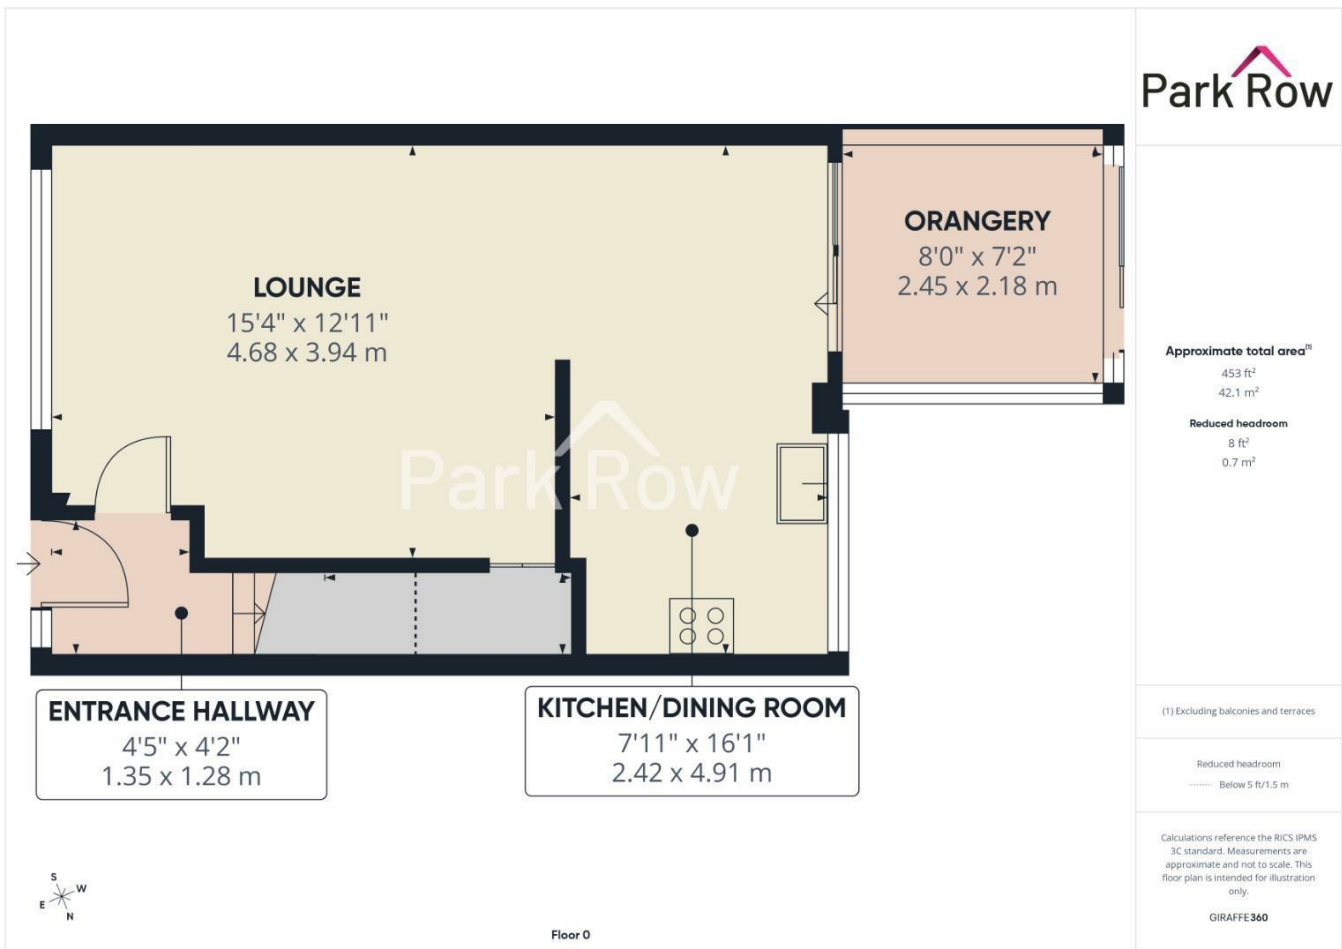 Park Row
LOUNGE
15'4" x 12'11"
4.68 x 3.94 m
ORANGERY
8'0" x 7'2"
2.45 x 2.18 m
Park Row
ENTRANCE HALLWAY
4'5" x 4'2"
1.35 x 1.28 m
KITCHEN/DINING ROOM
7'11" x 16'1"
2.42 x 4.91 m
S
W
E
N
Floor 0
Approximate total area(1)
453 ft²
42.1 m²
Reduced headroom
8 ft²
0.7 m²
(1) Excluding balconies and terraces
Reduced headroom
Below 5 ft/1.5 m
Calculations reference the RICS IPMS
3C standard. Measurements are
approximate and not to scale. This
floor plan is intended for illustration
only.
GIRAFFE360